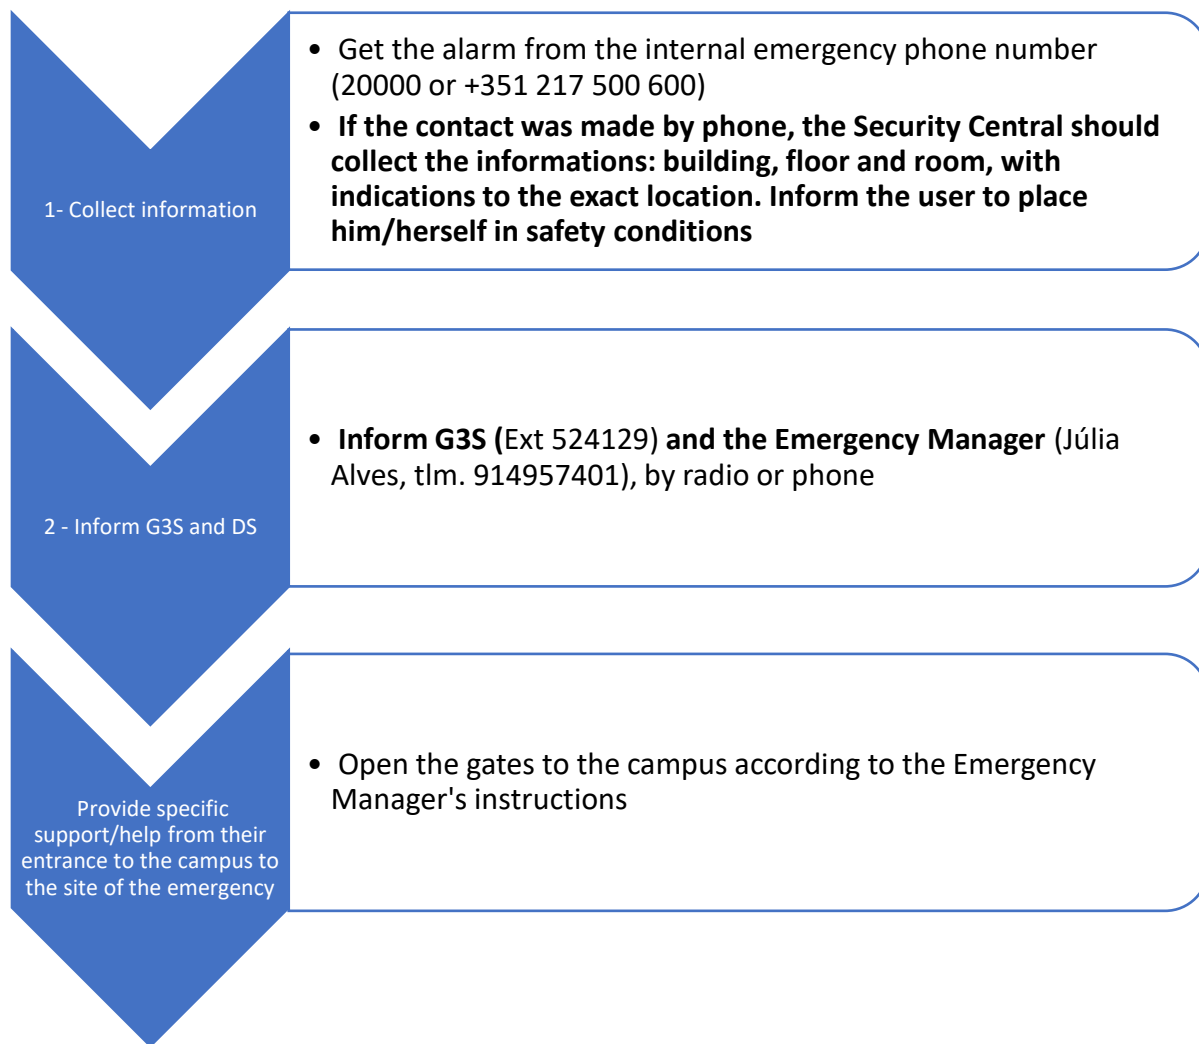 1- Collect information
• Get the alarm from the internal emergency phone number
(20000 or +351 217 500 600)
• If the contact was made by phone, the Security Central should
collect the informations: building, floor and room, with
indications to the exact location. Inform the user to place
him/herself in safety conditions
2 - Inform G3S and DS
• Inform G3S (Ext 524129) and the Emergency Manager (Júlia
Alves, tlm. 914957401), by radio or phone
Provide specific
support/help from their
entrance to the campus to
the site of the emergency
• Open the gates to the campus according to the Emergency
Manager's instructions